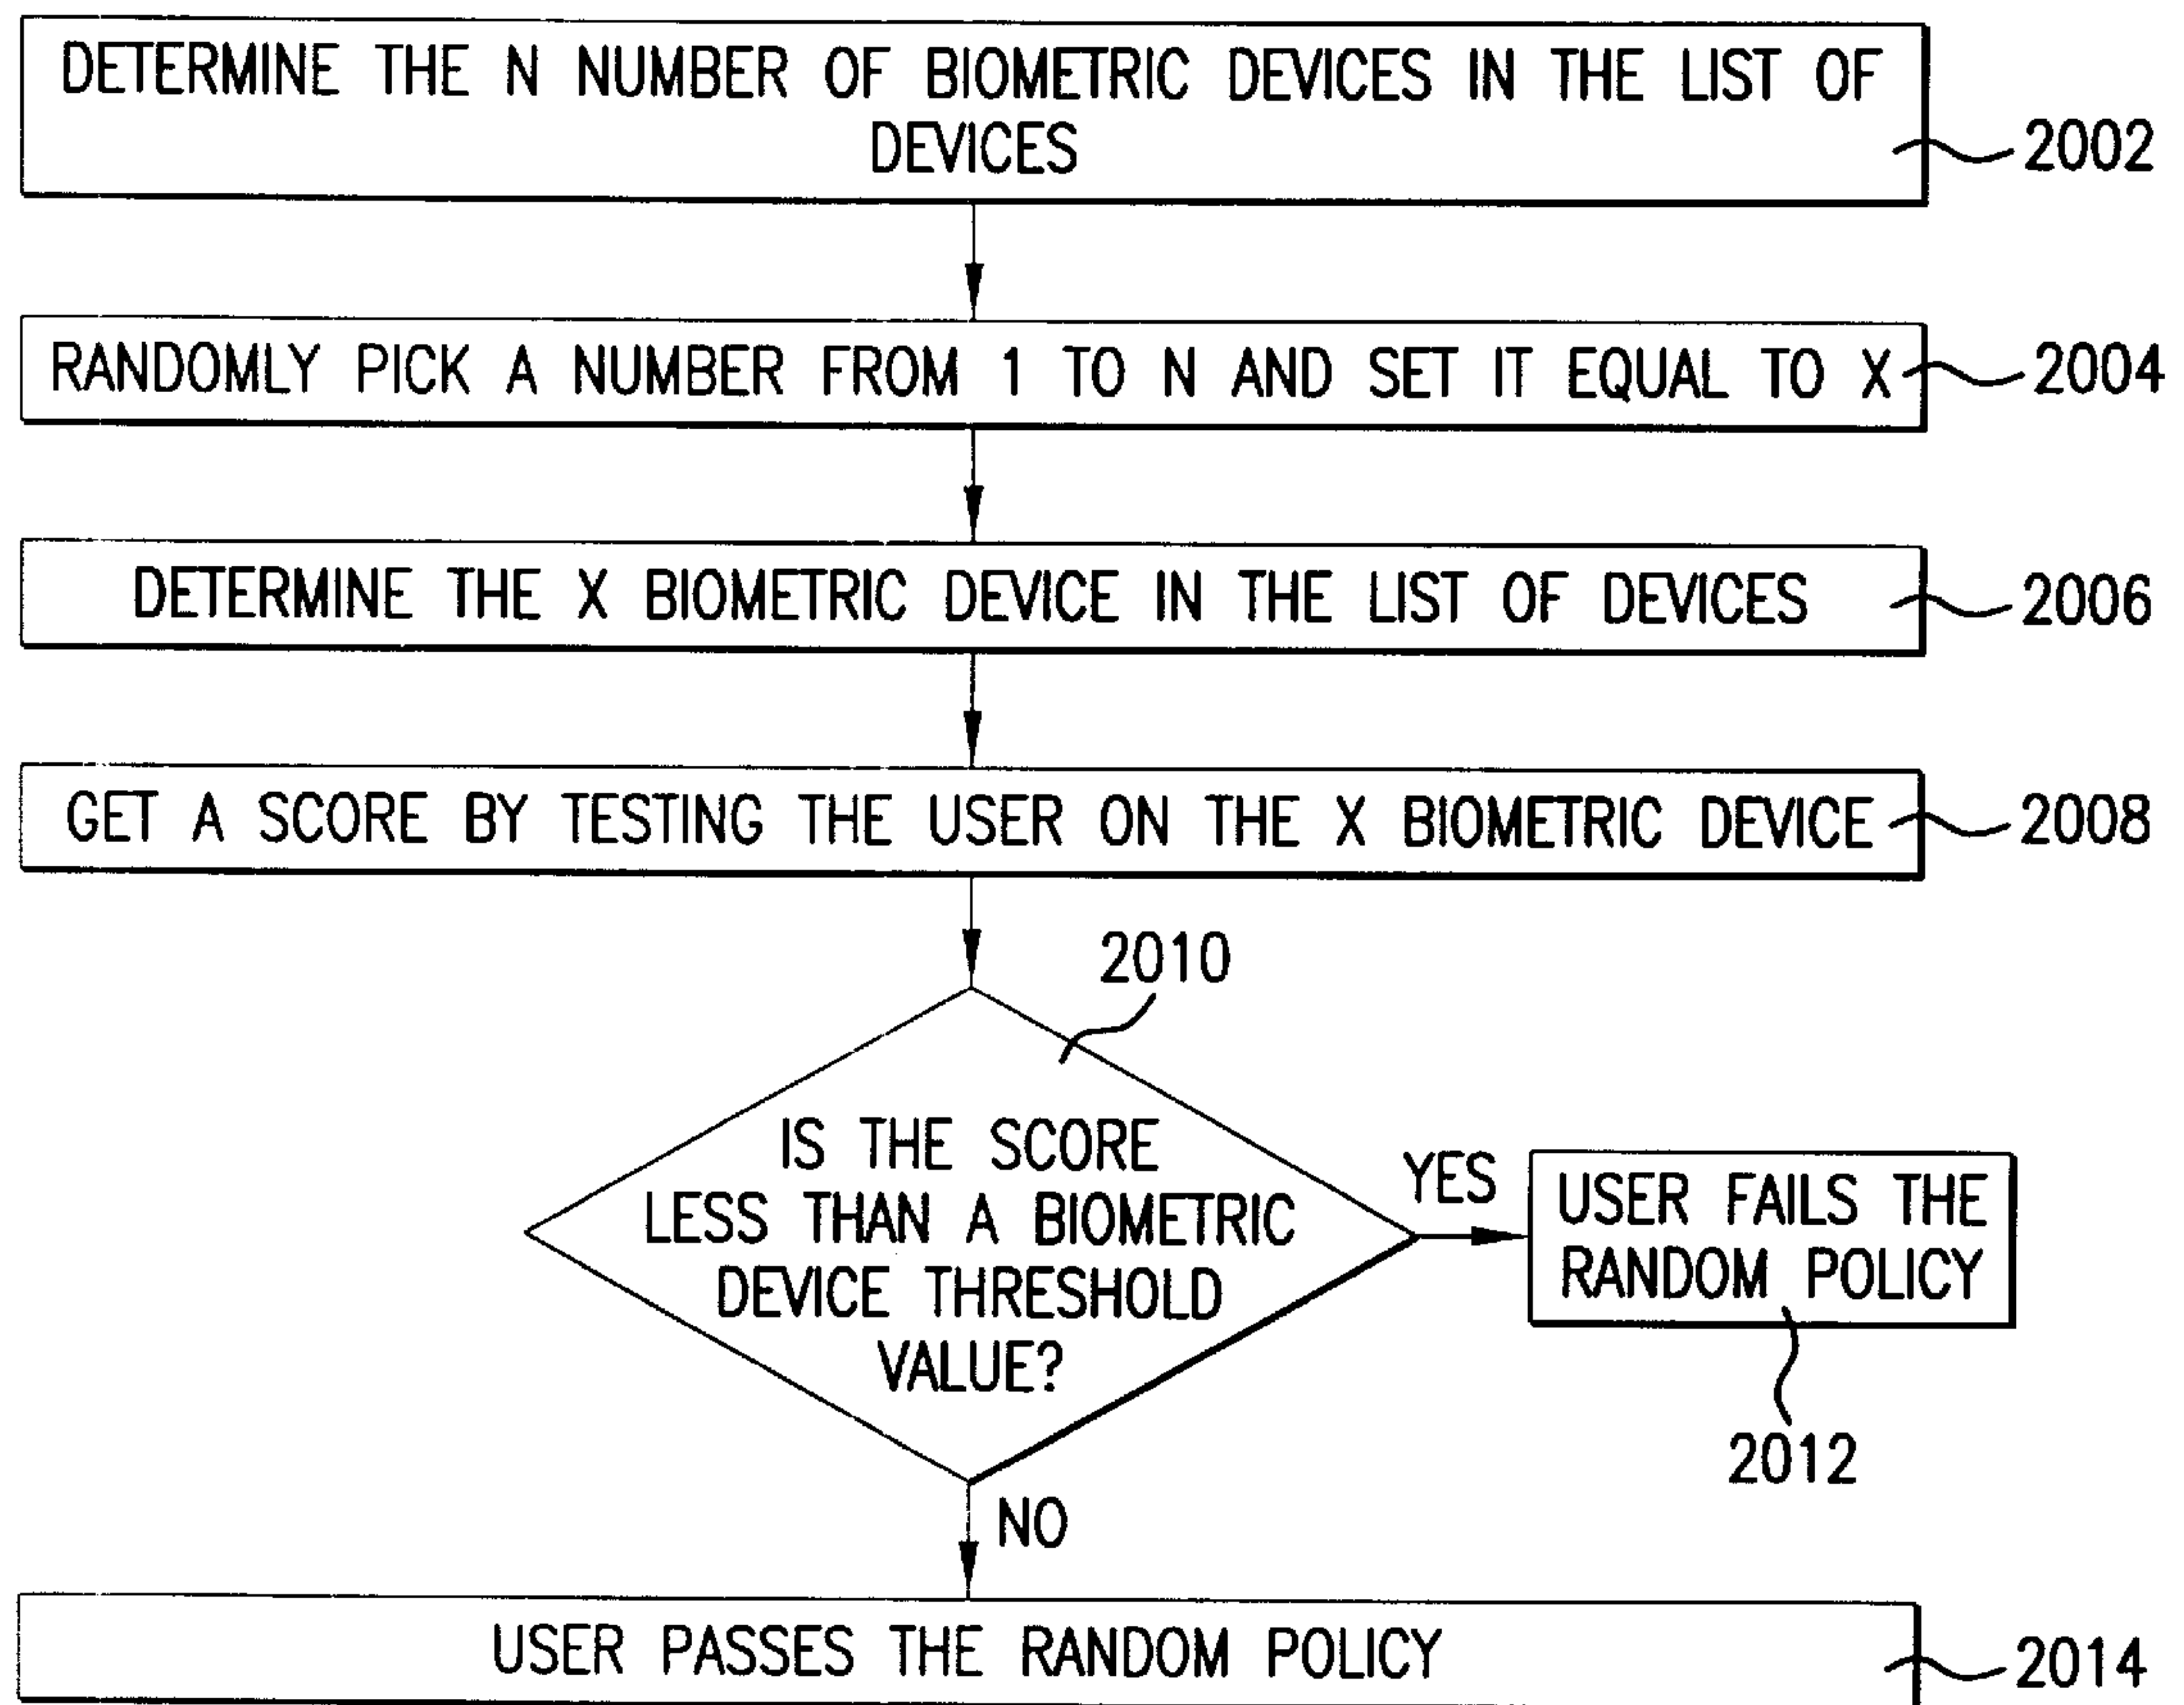 DETERMINE THE N NUMBER OF BIOMETRIC DEVICES IN THE LIST OF
DEVICES
2002
RANDOMLY PICK A NUMBER FROM 1 TO N AND SET IT EQUAL TO X
2004
DETERMINE THE X BIOMETRIC DEVICE IN THE LIST OF DEVICES
2006
GET A SCORE BY TESTING THE USER ON THE X BIOMETRIC DEVICE
2008
2010
IS THE SCORE
LESS THAN A BIOMETRIC
DEVICE THRESHOLD
VALUE?
YES
USER FAILS THE
RANDOM POLICY
2012
NO
USER PASSES THE RANDOM POLICY
2014